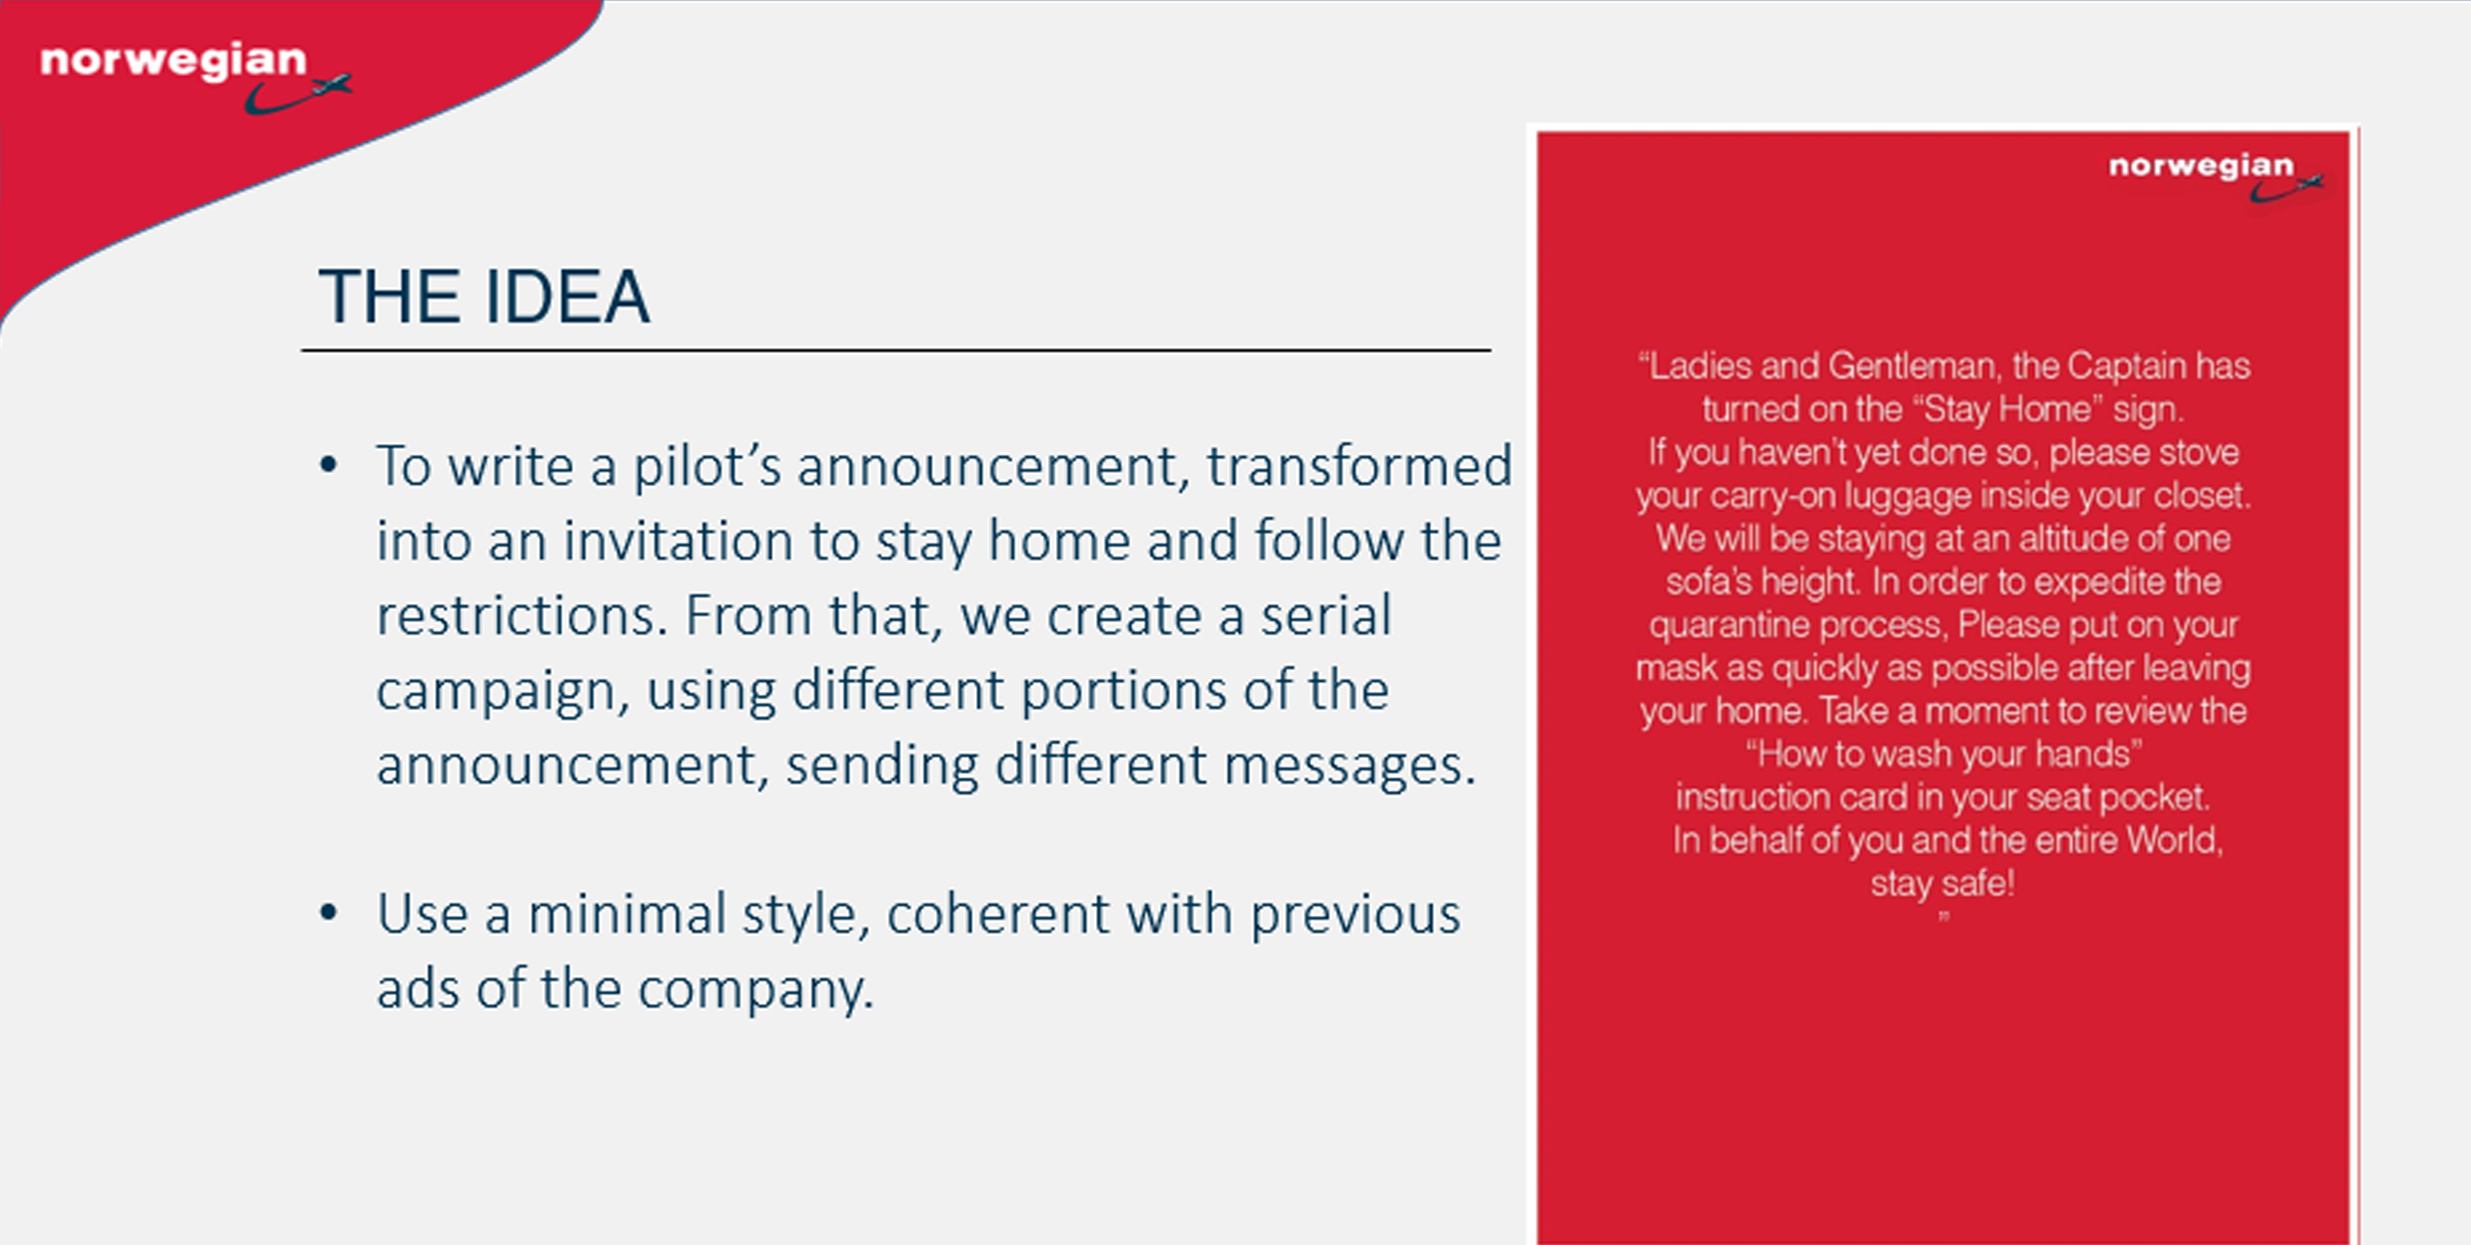 norwegian
THE IDEA
• To write a pilot’s announcement, transformed
into an invitation to stay home and follow the
restrictions. From that, we create a serial
campaign, using different portions of the
announcement, sending different messages.
• Use a minimal style, coherent with previous
ads of the company.
norwegian
“Ladies and Gentleman, the Captain has
turned on the “Stay Home” sign.
If you haven’t yet done so, please stove
your carry-on luggage inside your closet.
We will be staying at an altitude of one
sofa’s height. In order to expedite the
quarantine process, Please put on your
mask as quickly as possible after leaving
your home. Take a moment to review the
“How to wash your hands”
instruction card in your seat pocket.
In behalf of you and the entire World,
stay safe!
”